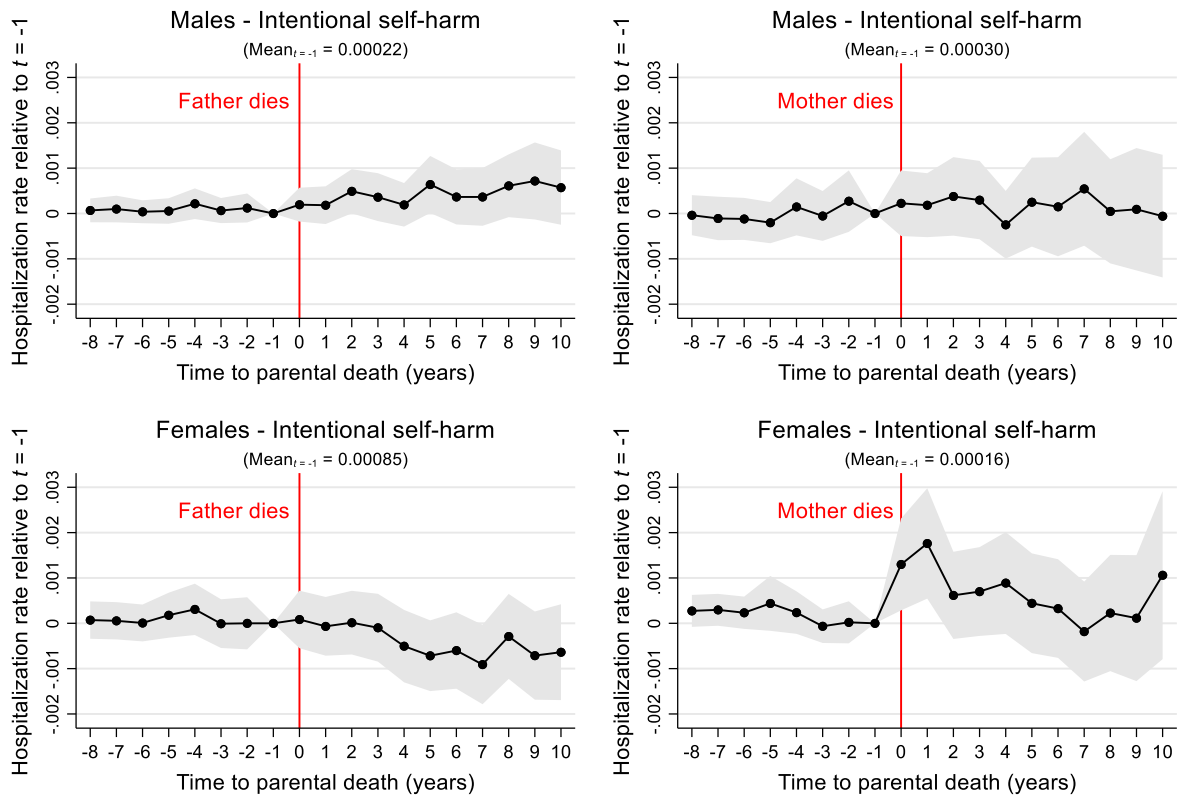 Males - Intentional self-harm
(Mean t = -1 = 0.00022)
Hospitalization rate relative to t = -1
.003
.002
.001
0
-.001
-.002
Father dies
-8 -7 -6 -5 -4 -3 -2 -1 0 1 2 3 4 5 6 7 8 9 10
Time to parental death (years)
Males - Intentional self-harm
(Mean t = -1 = 0.00030)
Hospitalization rate relative to t = -1
.003
.002
.001
0
-.001
-.002
Mother dies
-8 -7 -6 -5 -4 -3 -2 -1 0 1 2 3 4 5 6 7 8 9 10
Time to parental death (years)
Females - Intentional self-harm
(Mean t = -1 = 0.00085)
Hospitalization rate relative to t = -1
.003
.002
.001
0
-.001
-.002
Father dies
-8 -7 -6 -5 -4 -3 -2 -1 0 1 2 3 4 5 6 7 8 9 10
Time to parental death (years)
Females - Intentional self-harm
(Mean t = -1 = 0.00016)
Hospitalization rate relative to t = -1
.003
.002
.001
0
-.001
-.002
Mother dies
-8 -7 -6 -5 -4 -3 -2 -1 0 1 2 3 4 5 6 7 8 9 10
Time to parental death (years)